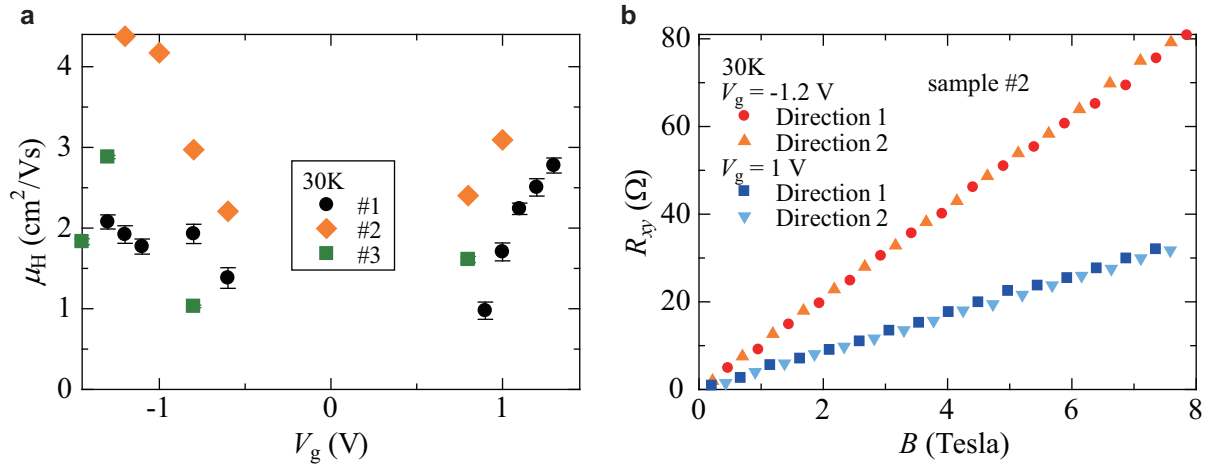 a
4
3
2
1
0
μH (cm²/Vs)
-1
0
1
Vg (V)
30K
#1
#2
#3
b
80
60
40
20
0
Rxy (Ω)
0
2
4
6
8
B (Tesla)
30K
Vg = -1.2 V
Direction 1
Direction 2
Vg = 1 V
Direction 1
Direction 2
sample #2